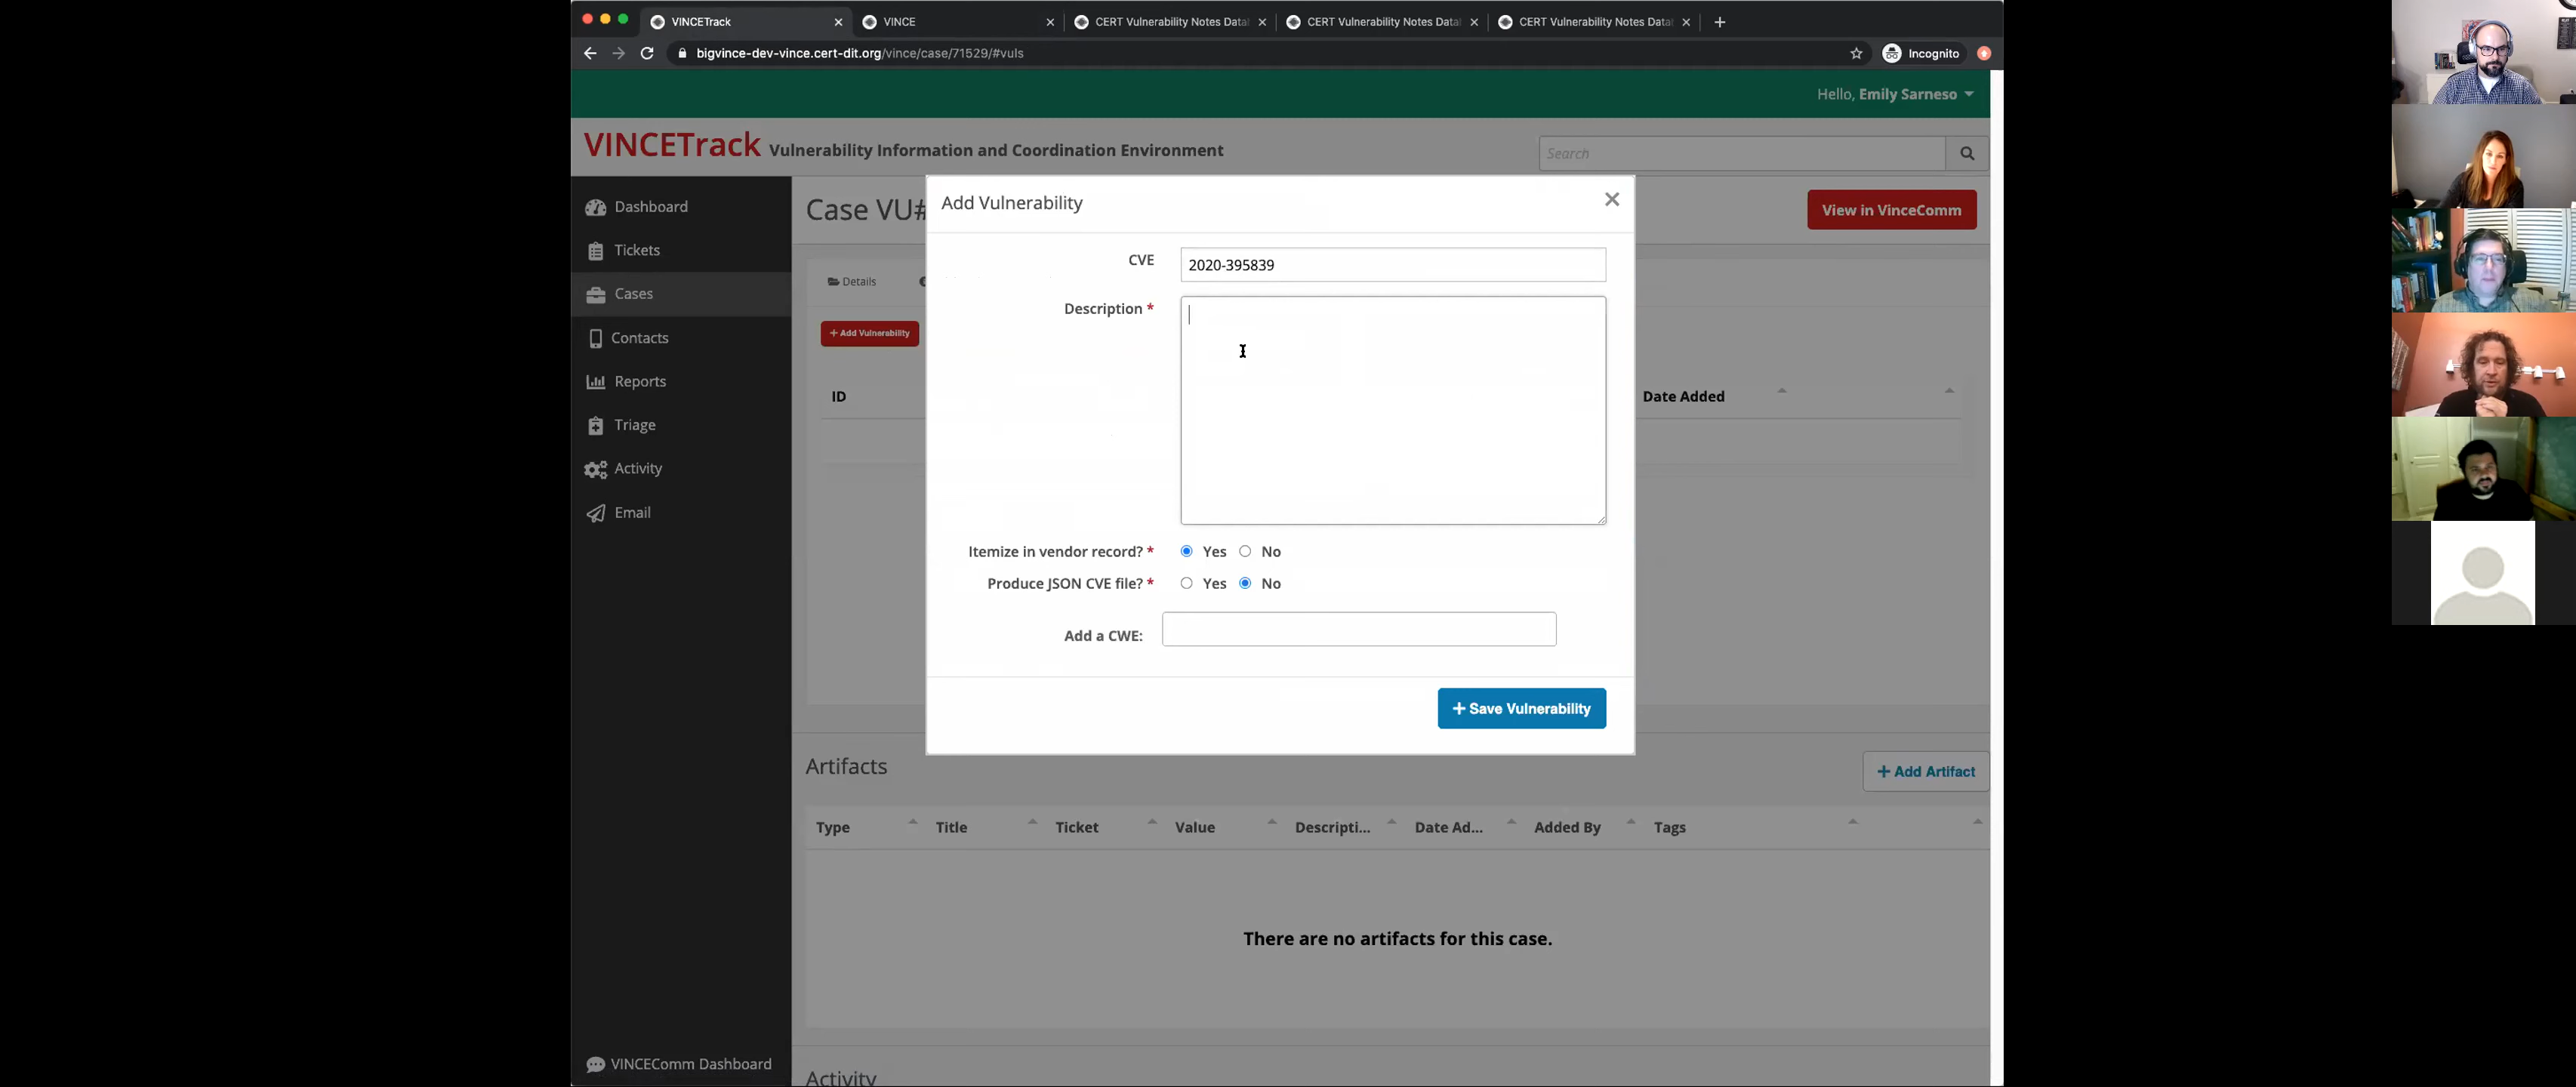 VINCETrack
VINCE
CERT Vulnerability Notes Datab
CERT Vulnerability Notes Datab
CERT Vulnerability Notes Datab
bigvince-dev-vince.cert-dit.org/vince/case/71529/#vuls
Incognito
Hello, Emily Sarneso
VINCETrack Vulnerability Information and Coordination Environment
Search
Dashboard
Tickets
Cases
Contacts
Reports
Triage
Activity
Email
VINCEComm Dashboard
Case VU#
View in VinceComm
Details
+ Add Vulnerability
ID
Date Added
Add Vulnerability
CVE
2020-395839
Description *
Itemize in vendor record? * Yes No
Produce JSON CVE file? * Yes No
Add a CWE:
+ Save Vulnerability
Artifacts
+ Add Artifact
Type Title Ticket Value Descripti... Date Ad... Added By Tags
There are no artifacts for this case.
Activity